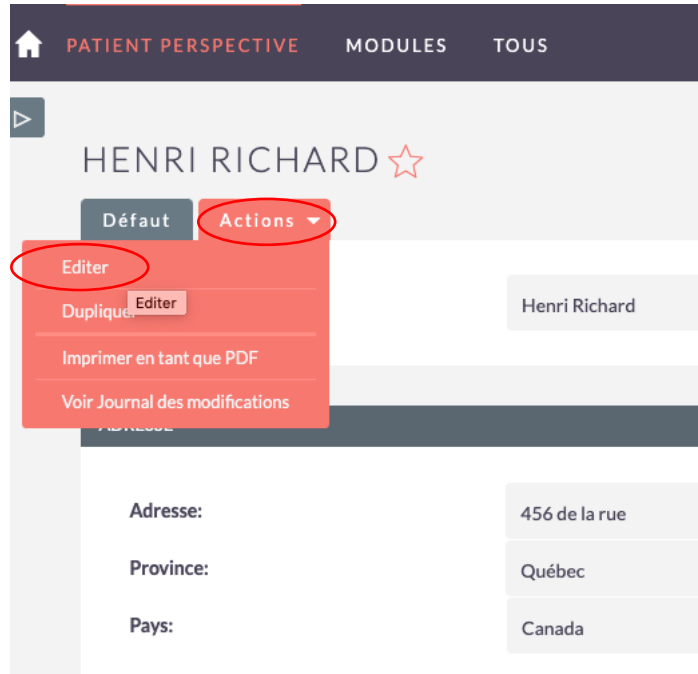 PATIENT PERSPECTIVE MODULES TOUS
HENRI RICHARD
Défaut Actions
Editer
Editer
Dupliquer
Henri Richard
Imprimer en tant que PDF
Voir Journal des modifications
ADRESSE
Adresse: 456 de la rue
Province: Québec
Pays: Canada